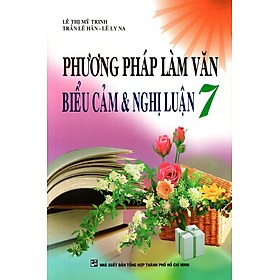 LÊ THỊ MỸ TRINH
TRẦN LÊ HÂN - LÊ LY NA
PHƯƠNG PHÁP LÀM VĂN
BIỂU CẢM & NGHỊ LUẬN 7
NHÀ XUẤT BẢN TỔNG HỢP THÀNH PHỐ HỒ CHÍ MINH